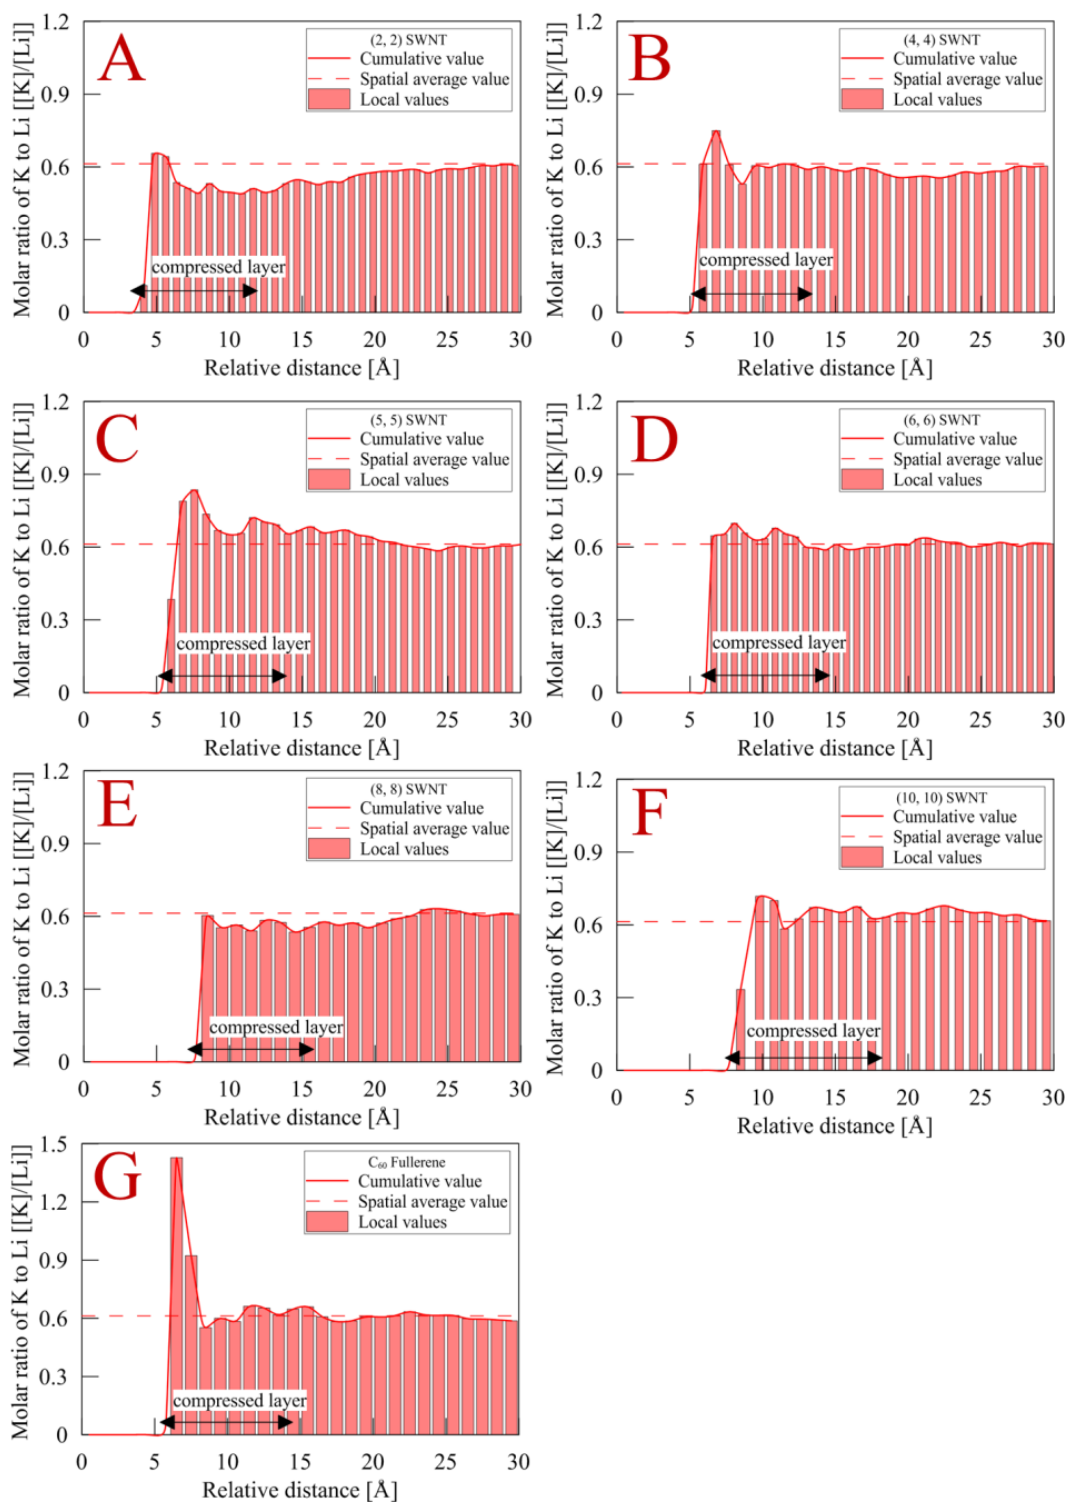 A
(2, 2) SWNT
Cumulative value
Spatial average value
Local values
compressed layer
Molar ratio of K to Li [[K]/[Li]]
1.2
0.9
0.6
0.3
0
0 5 10 15 20 25 30
Relative distance [Å]
B
(4, 4) SWNT
Cumulative value
Spatial average value
Local values
compressed layer
Molar ratio of K to Li [[K]/[Li]]
1.2
0.9
0.6
0.3
0
0 5 10 15 20 25 30
Relative distance [Å]
C
(5, 5) SWNT
Cumulative value
Spatial average value
Local values
compressed layer
Molar ratio of K to Li [[K]/[Li]]
1.2
0.9
0.6
0.3
0
0 5 10 15 20 25 30
Relative distance [Å]
D
(6, 6) SWNT
Cumulative value
Spatial average value
Local values
compressed layer
Molar ratio of K to Li [[K]/[Li]]
1.2
0.9
0.6
0.3
0
0 5 10 15 20 25 30
Relative distance [Å]
E
(8, 8) SWNT
Cumulative value
Spatial average value
Local values
compressed layer
Molar ratio of K to Li [[K]/[Li]]
1.2
0.9
0.6
0.3
0
0 5 10 15 20 25 30
Relative distance [Å]
F
(10, 10) SWNT
Cumulative value
Spatial average value
Local values
compressed layer
Molar ratio of K to Li [[K]/[Li]]
1.2
0.9
0.6
0.3
0
0 5 10 15 20 25 30
Relative distance [Å]
G
C₆₀ Fullerene
Cumulative value
Spatial average value
Local values
compressed layer
Molar ratio of K to Li [[K]/[Li]]
1.5
1.2
0.9
0.6
0.3
0
0 5 10 15 20 25 30
Relative distance [Å]